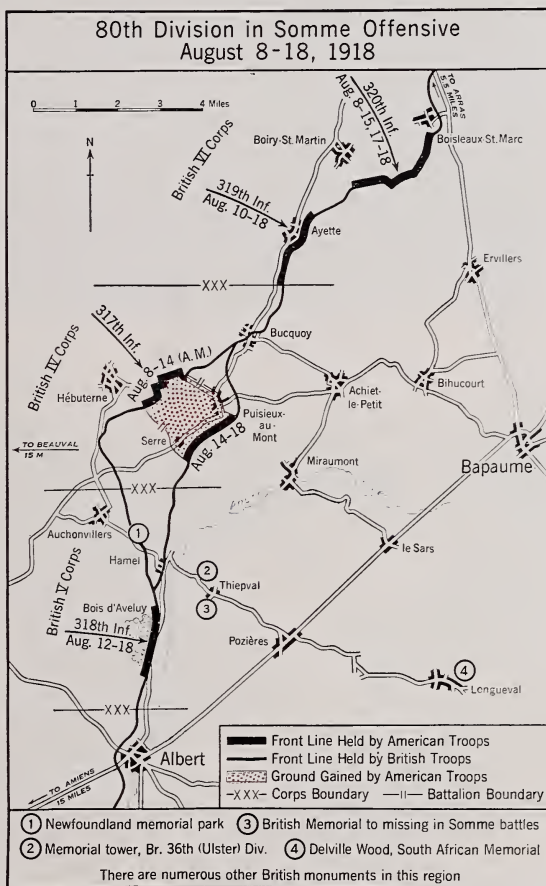 80th Division in Somme Offensive
August 8-18, 1918
0 1 2 3 4 Miles
N
TO ARRAS
5.5 MILES
320th Inf.
Aug. 8-15, 17-18
Boiry-St. Martin
Boisleaux-St. Marc
British VI Corps
319th Inf.
Aug. 10-18
Ayette
Ervillers
XXX
317th Inf.
Aug. 8-14 (A.M.)
Bucquoy
British IV Corps
Hébuterne
Achiet-
le-Petit
Bihucourt
Puisieux-
au-
Mont
Serre
Aug. 14-18
TO BEAUVAL
15 M
Bapaume
Miraumont
XXX
Auchonvillers
1
le Sars
Hamel
2
Thiepval
3
British V Corps
Bois d'Aveluy
318th Inf.
Aug. 12-18
Pozières
4
Longueval
XXX
Albert
TO AMIENS
15 MILES
Front Line Held by American Troops
Front Line Held by British Troops
Ground Gained by American Troops
-XXX- Corps Boundary —||— Battalion Boundary
1 Newfoundland memorial park 3 British Memorial to missing in Somme battles
2 Memorial tower, Br. 36th (Ulster) Div. 4 Delville Wood, South African Memorial
There are numerous other British monuments in this region